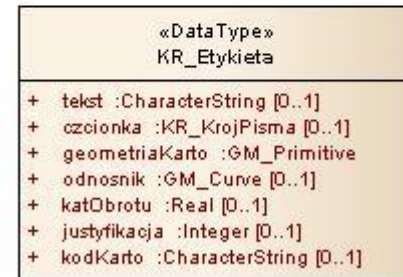 «DataType»
KR_Etykieta
+ tekst :CharacterString [0..1]
+ czcionka :KR_KrojPisma [0..1]
+ geometriaKarto :GM_Primitive
+ odnosnik :GM_Curve [0..1]
+ katObrotu :Real [0..1]
+ justyfikacja :Integer [0..1]
+ kodKarto :CharacterString [0..1]